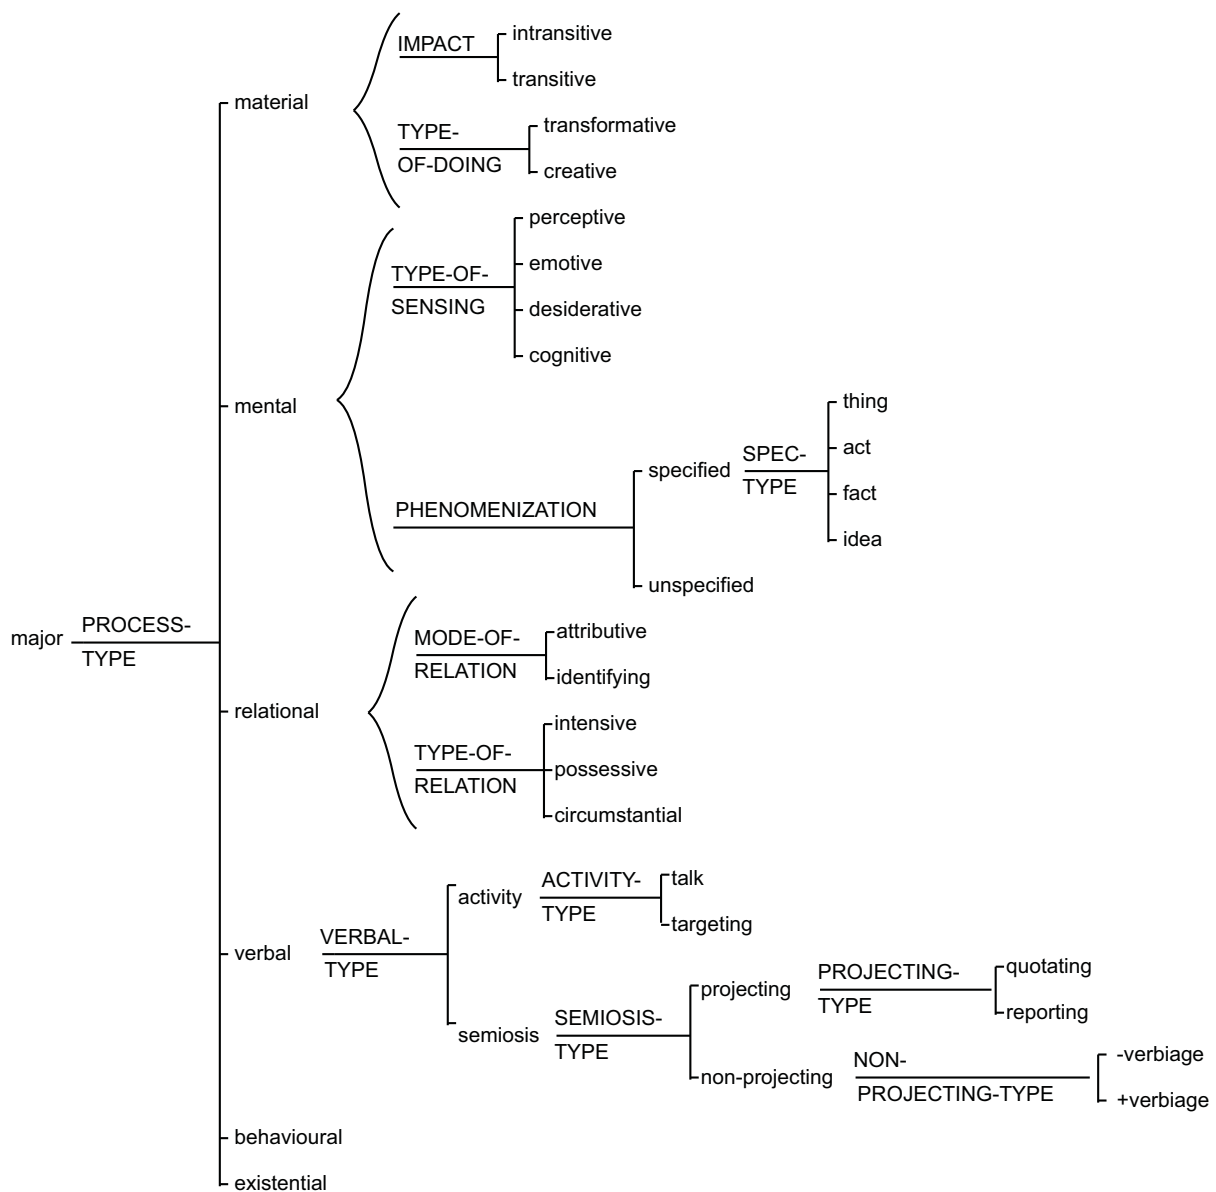 IMPACT
intransitive
transitive
material
TYPE-
OF-DOING
transformative
creative
TYPE-OF-
SENSING
perceptive
emotive
desiderative
cognitive
mental
PHENOMENIZATION
specified
SPEC-
TYPE
thing
act
fact
idea
unspecified
major
PROCESS-
TYPE
MODE-OF-
RELATION
attributive
identifying
relational
TYPE-OF-
RELATION
intensive
possessive
circumstantial
verbal
VERBAL-
TYPE
activity
ACTIVITY-
TYPE
talk
targeting
semiosis
SEMIOSIS-
TYPE
projecting
PROJECTING-
TYPE
quotating
reporting
non-projecting
NON-
PROJECTING-TYPE
-verbiage
+verbiage
behavioural
existential